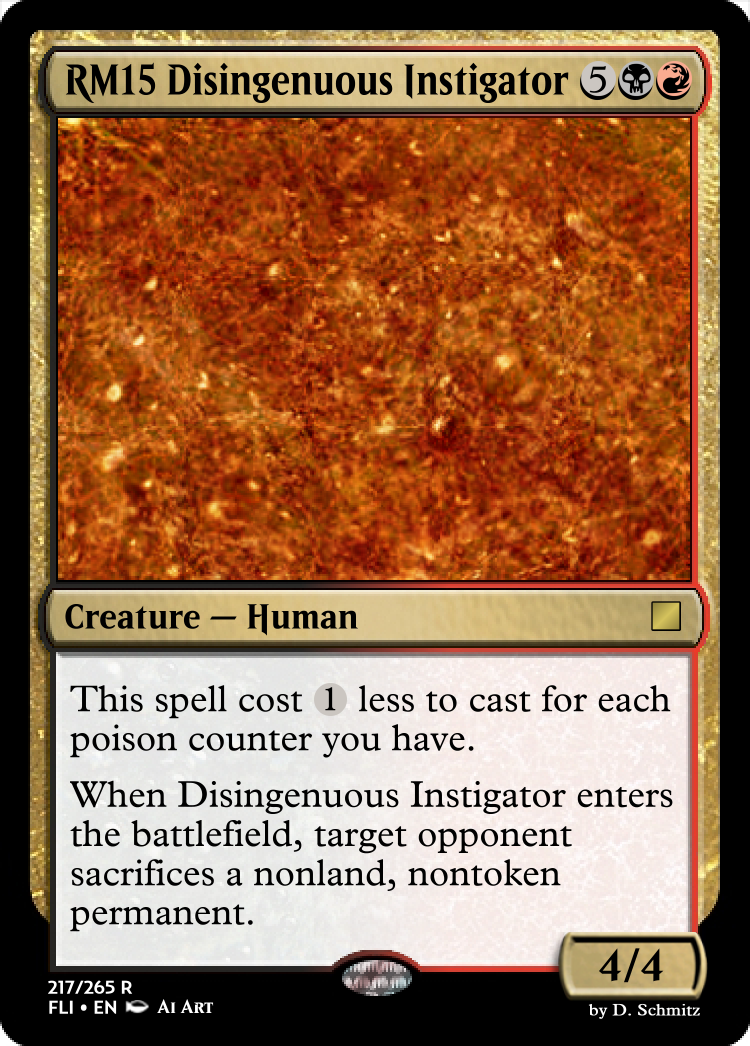 RM15 Disingenuous Instigator 5
Creature — Human
This spell cost 1 less to cast for each
poison counter you have.
When Disingenuous Instigator enters
the battlefield, target opponent
sacrifices a nonland, nontoken
permanent.
4/4
217/265 R
FLI • EN AI ART
by D. Schmitz